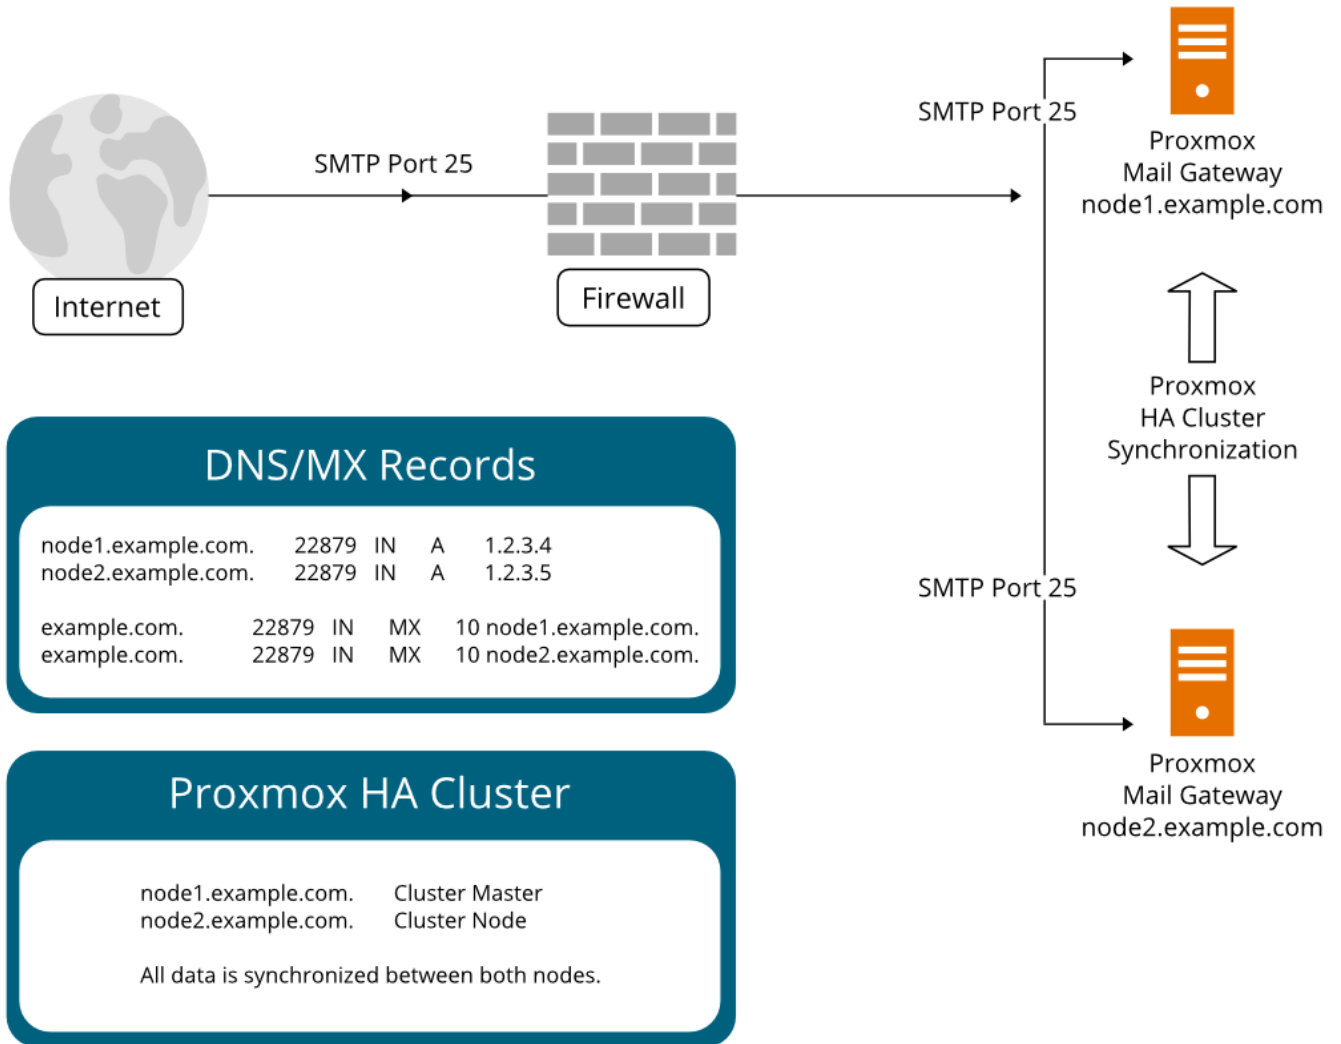 SMTP Port 25
Internet
Firewall
SMTP Port 25
Proxmox
Mail Gateway
node1.example.com
Proxmox
HA Cluster
Synchronization
SMTP Port 25
Proxmox
Mail Gateway
node2.example.com
DNS/MX Records
node1.example.com. 22879 IN A 1.2.3.4
node2.example.com. 22879 IN A 1.2.3.5
example.com. 22879 IN MX 10 node1.example.com.
example.com. 22879 IN MX 10 node2.example.com.
Proxmox HA Cluster
node1.example.com. Cluster Master
node2.example.com. Cluster Node
All data is synchronized between both nodes.